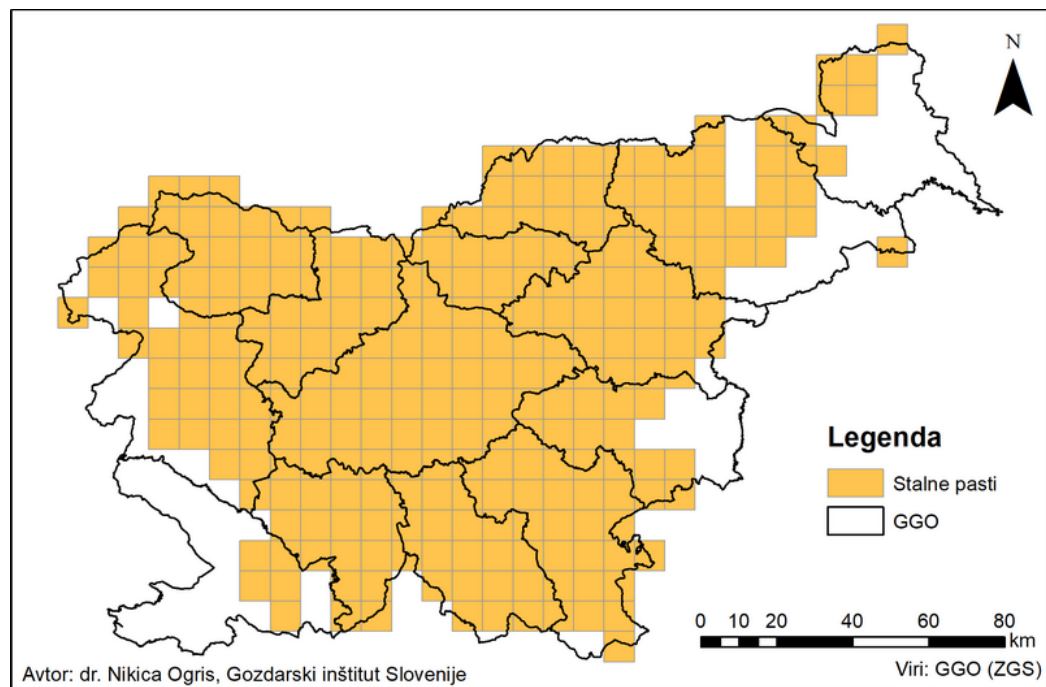 N
Legenda
Stalne pasti
GGO
0 10 20 40 60 80
km
Avtor: dr. Nikica Ogris, Gozdarski inštitut Slovenije
Viri: GGO (ZGS)